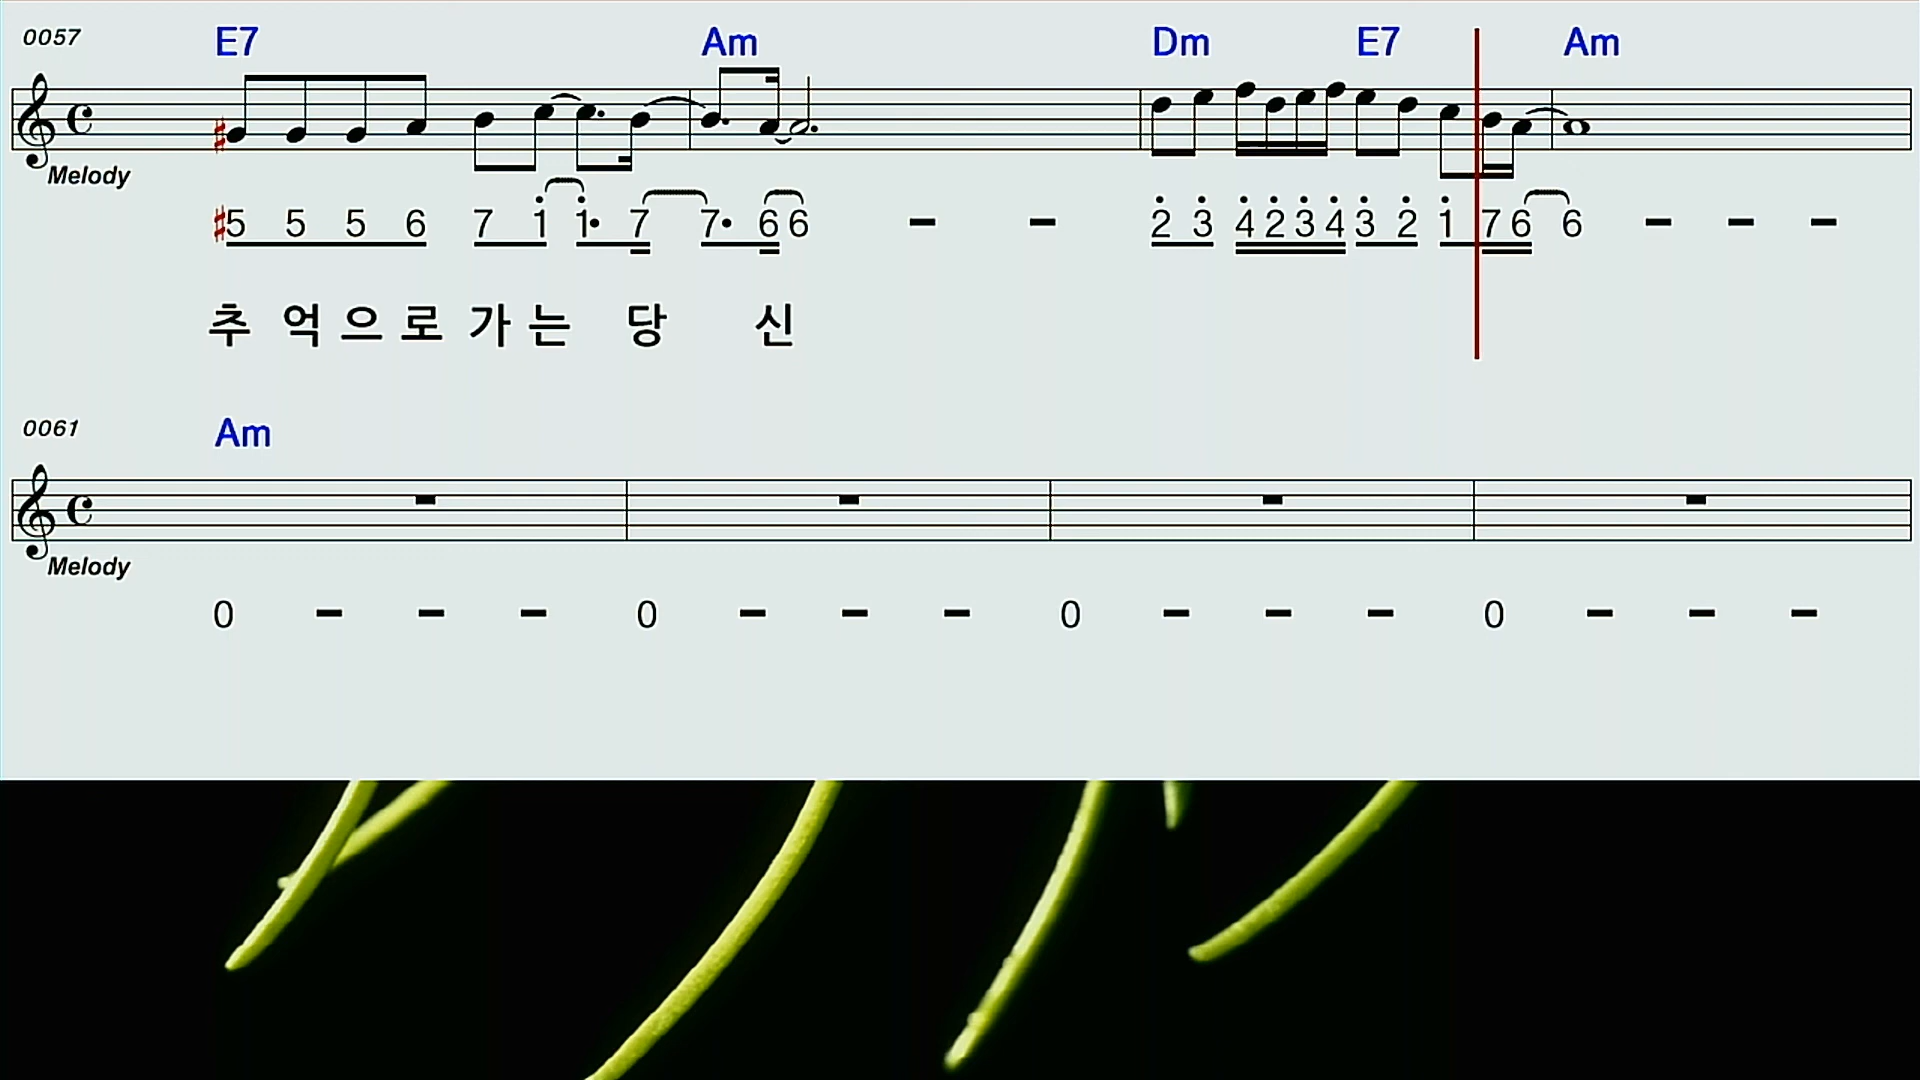 0057 E7 Am Dm E7 Am
Melody
♯5 5 5 6 7 1̇ 1̇· 7 7· 6 6 – – 2̇ 3̇ 4̇ 2̇ 3̇ 4̇ 3̇ 2̇ 1̇ 7 6 6 – – –
추 억 으 로 가 는 당 신
0061 Am
Melody
0 – – – 0 – – – 0 – – – 0 – – –